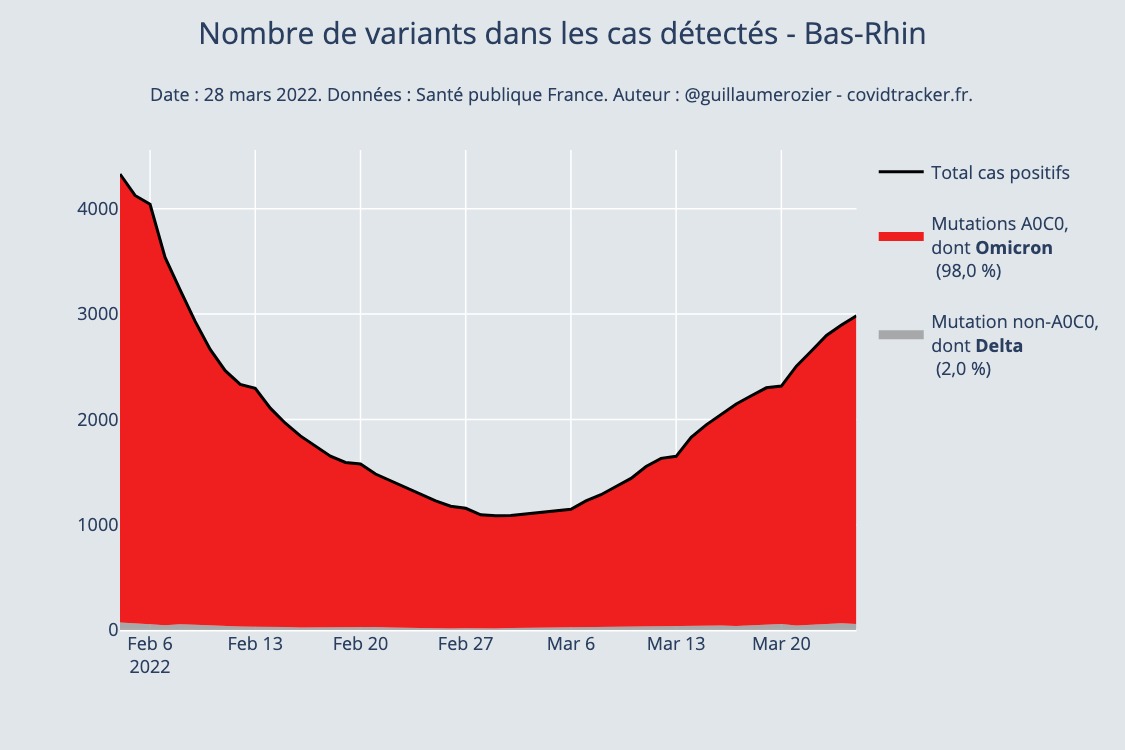 Nombre de variants dans les cas détectés - Bas-Rhin
Date : 28 mars 2022. Données : Santé publique France. Auteur : @guillaumerozier - covidtracker.fr.
Total cas positifs
Mutations A0C0,
dont Omicron
(98,0 %)
Mutation non-A0C0,
dont Delta
(2,0 %)
4000
3000
2000
1000
0
Feb 6 Feb 13 Feb 20 Feb 27 Mar 6 Mar 13 Mar 20
2022